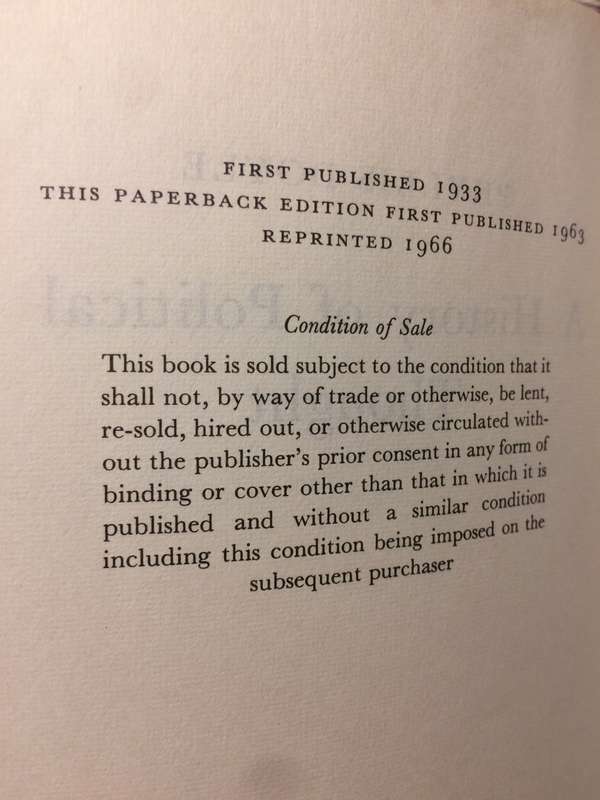 FIRST PUBLISHED 1933
THIS PAPERBACK EDITION FIRST PUBLISHED 1963
REPRINTED 1966
Condition of Sale
This book is sold subject to the condition that it
shall not, by way of trade or otherwise, be lent,
re-sold, hired out, or otherwise circulated with-
out the publisher's prior consent in any form of
binding or cover other than that in which it is
published and without a similar condition
including this condition being imposed on the
subsequent purchaser
A History of Political